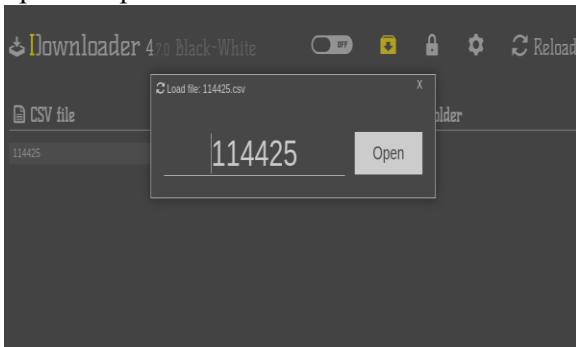 Downloader 4.7.0 Black-White
OFF
Reload
Load file: 114425.csv
X
CSV file
older
114425
114425
Open